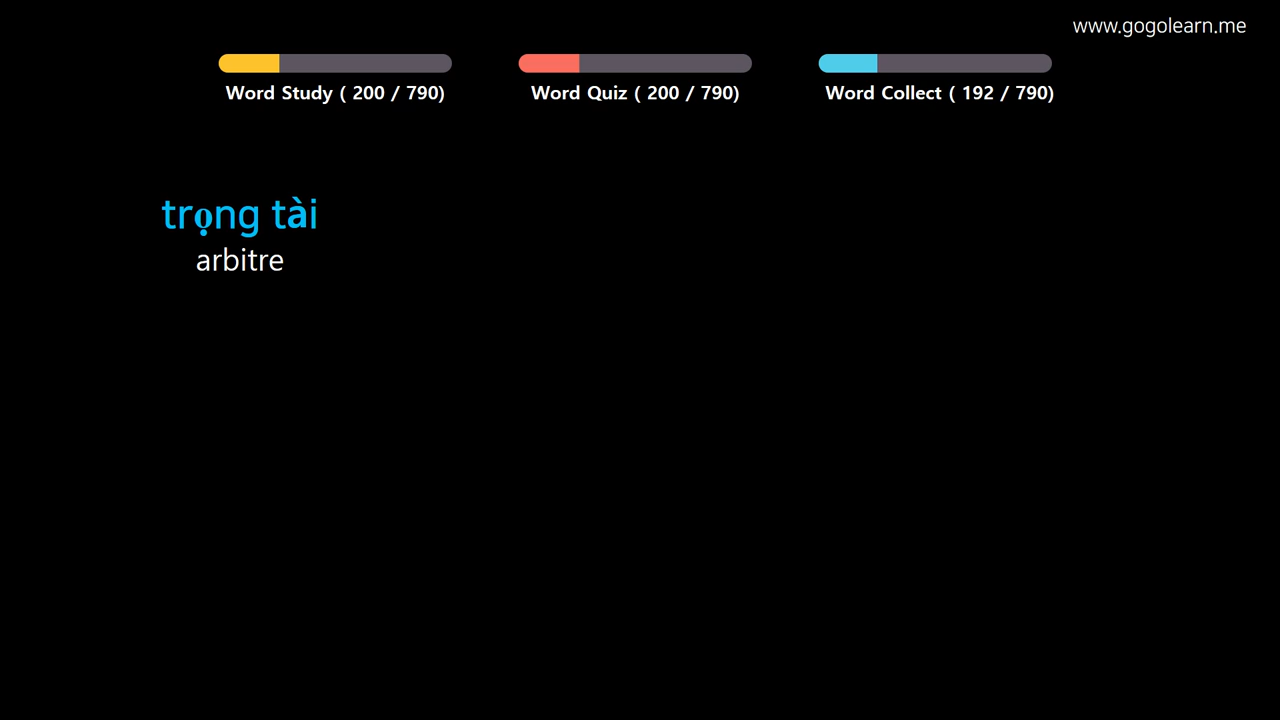 www.gogolearn.me
Word Study ( 200 / 790)
Word Quiz ( 200 / 790)
Word Collect ( 192 / 790)
trọng tài
arbitre